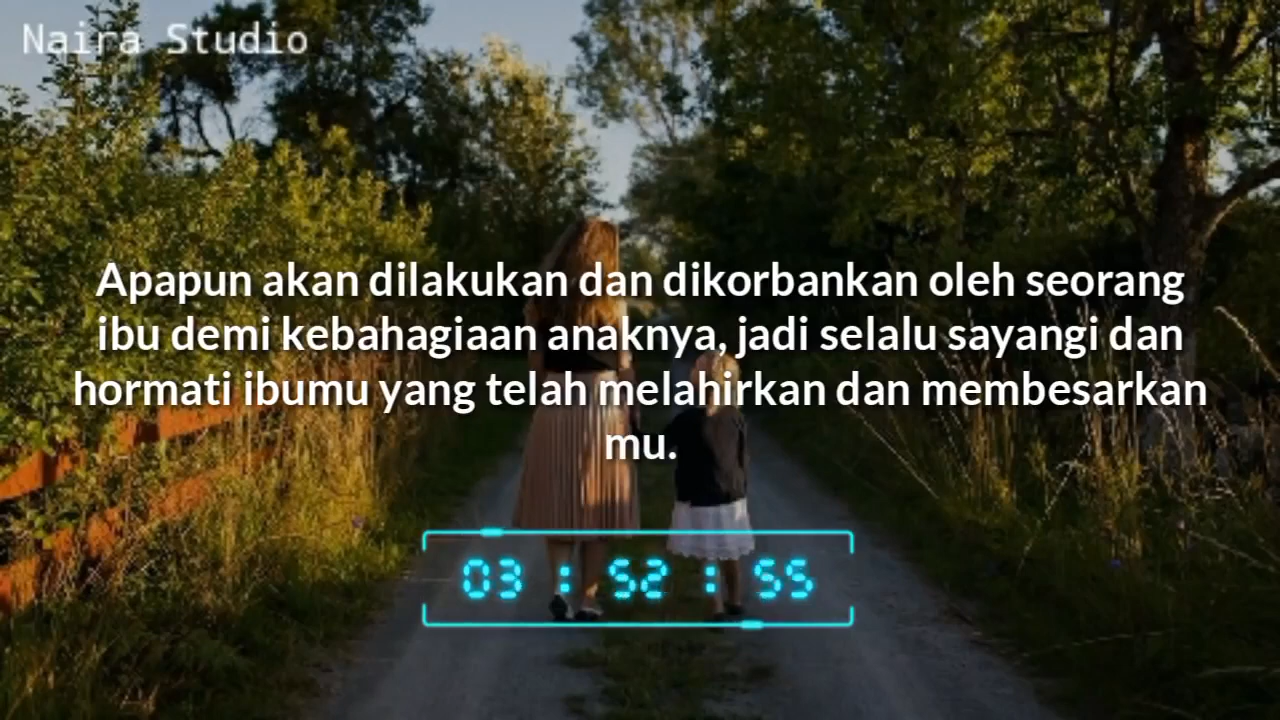 Naira Studio
Apapun akan dilakukan dan dikorbankan oleh seorang
ibu demi kebahagiaan anaknya, jadi selalu sayangi dan
hormati ibumu yang telah melahirkan dan membesarkan
mu.
03 : 52 : 55